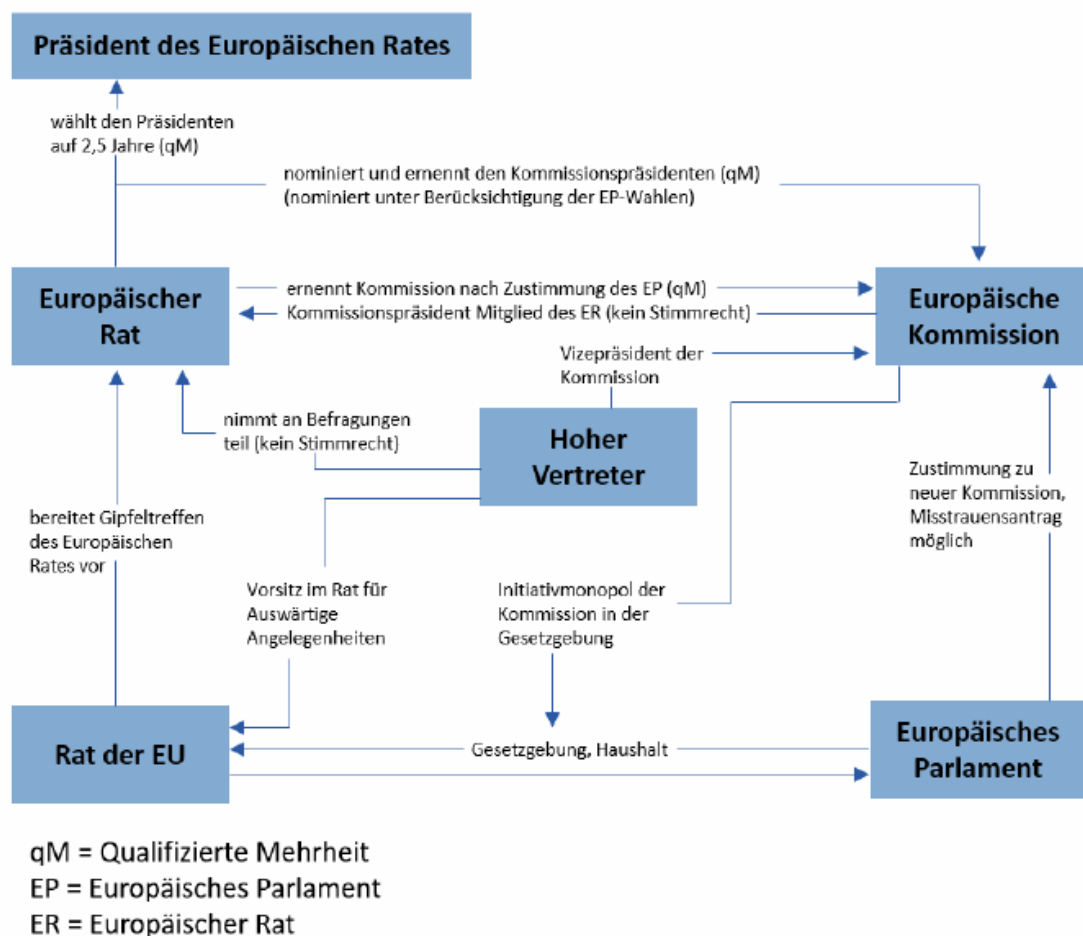 Präsident des Europäischen Rates
wählt den Präsidenten
auf 2,5 Jahre (qM)
nominiert und ernennt den Kommissionspräsidenten (qM)
(nominiert unter Berücksichtigung der EP-Wahlen)
Europäischer
Rat
ernennt Kommission nach Zustimmung des EP (qM)
Kommissionspräsident Mitglied des ER (kein Stimmrecht)
Europäische
Kommission
Vizepräsident der
Kommission
nimmt an Befragungen
teil (kein Stimmrecht)
Hoher
Vertreter
Zustimmung zu
neuer Kommission,
Misstrauensantrag
möglich
bereitet Gipfeltreffen
des Europäischen
Rates vor
Vorsitz im Rat für
Auswärtige
Angelegenheiten
Initiativmonopol der
Kommission in der
Gesetzgebung
Rat der EU
Gesetzgebung, Haushalt
Europäisches
Parlament
qM = Qualifizierte Mehrheit
EP = Europäisches Parlament
ER = Europäischer Rat